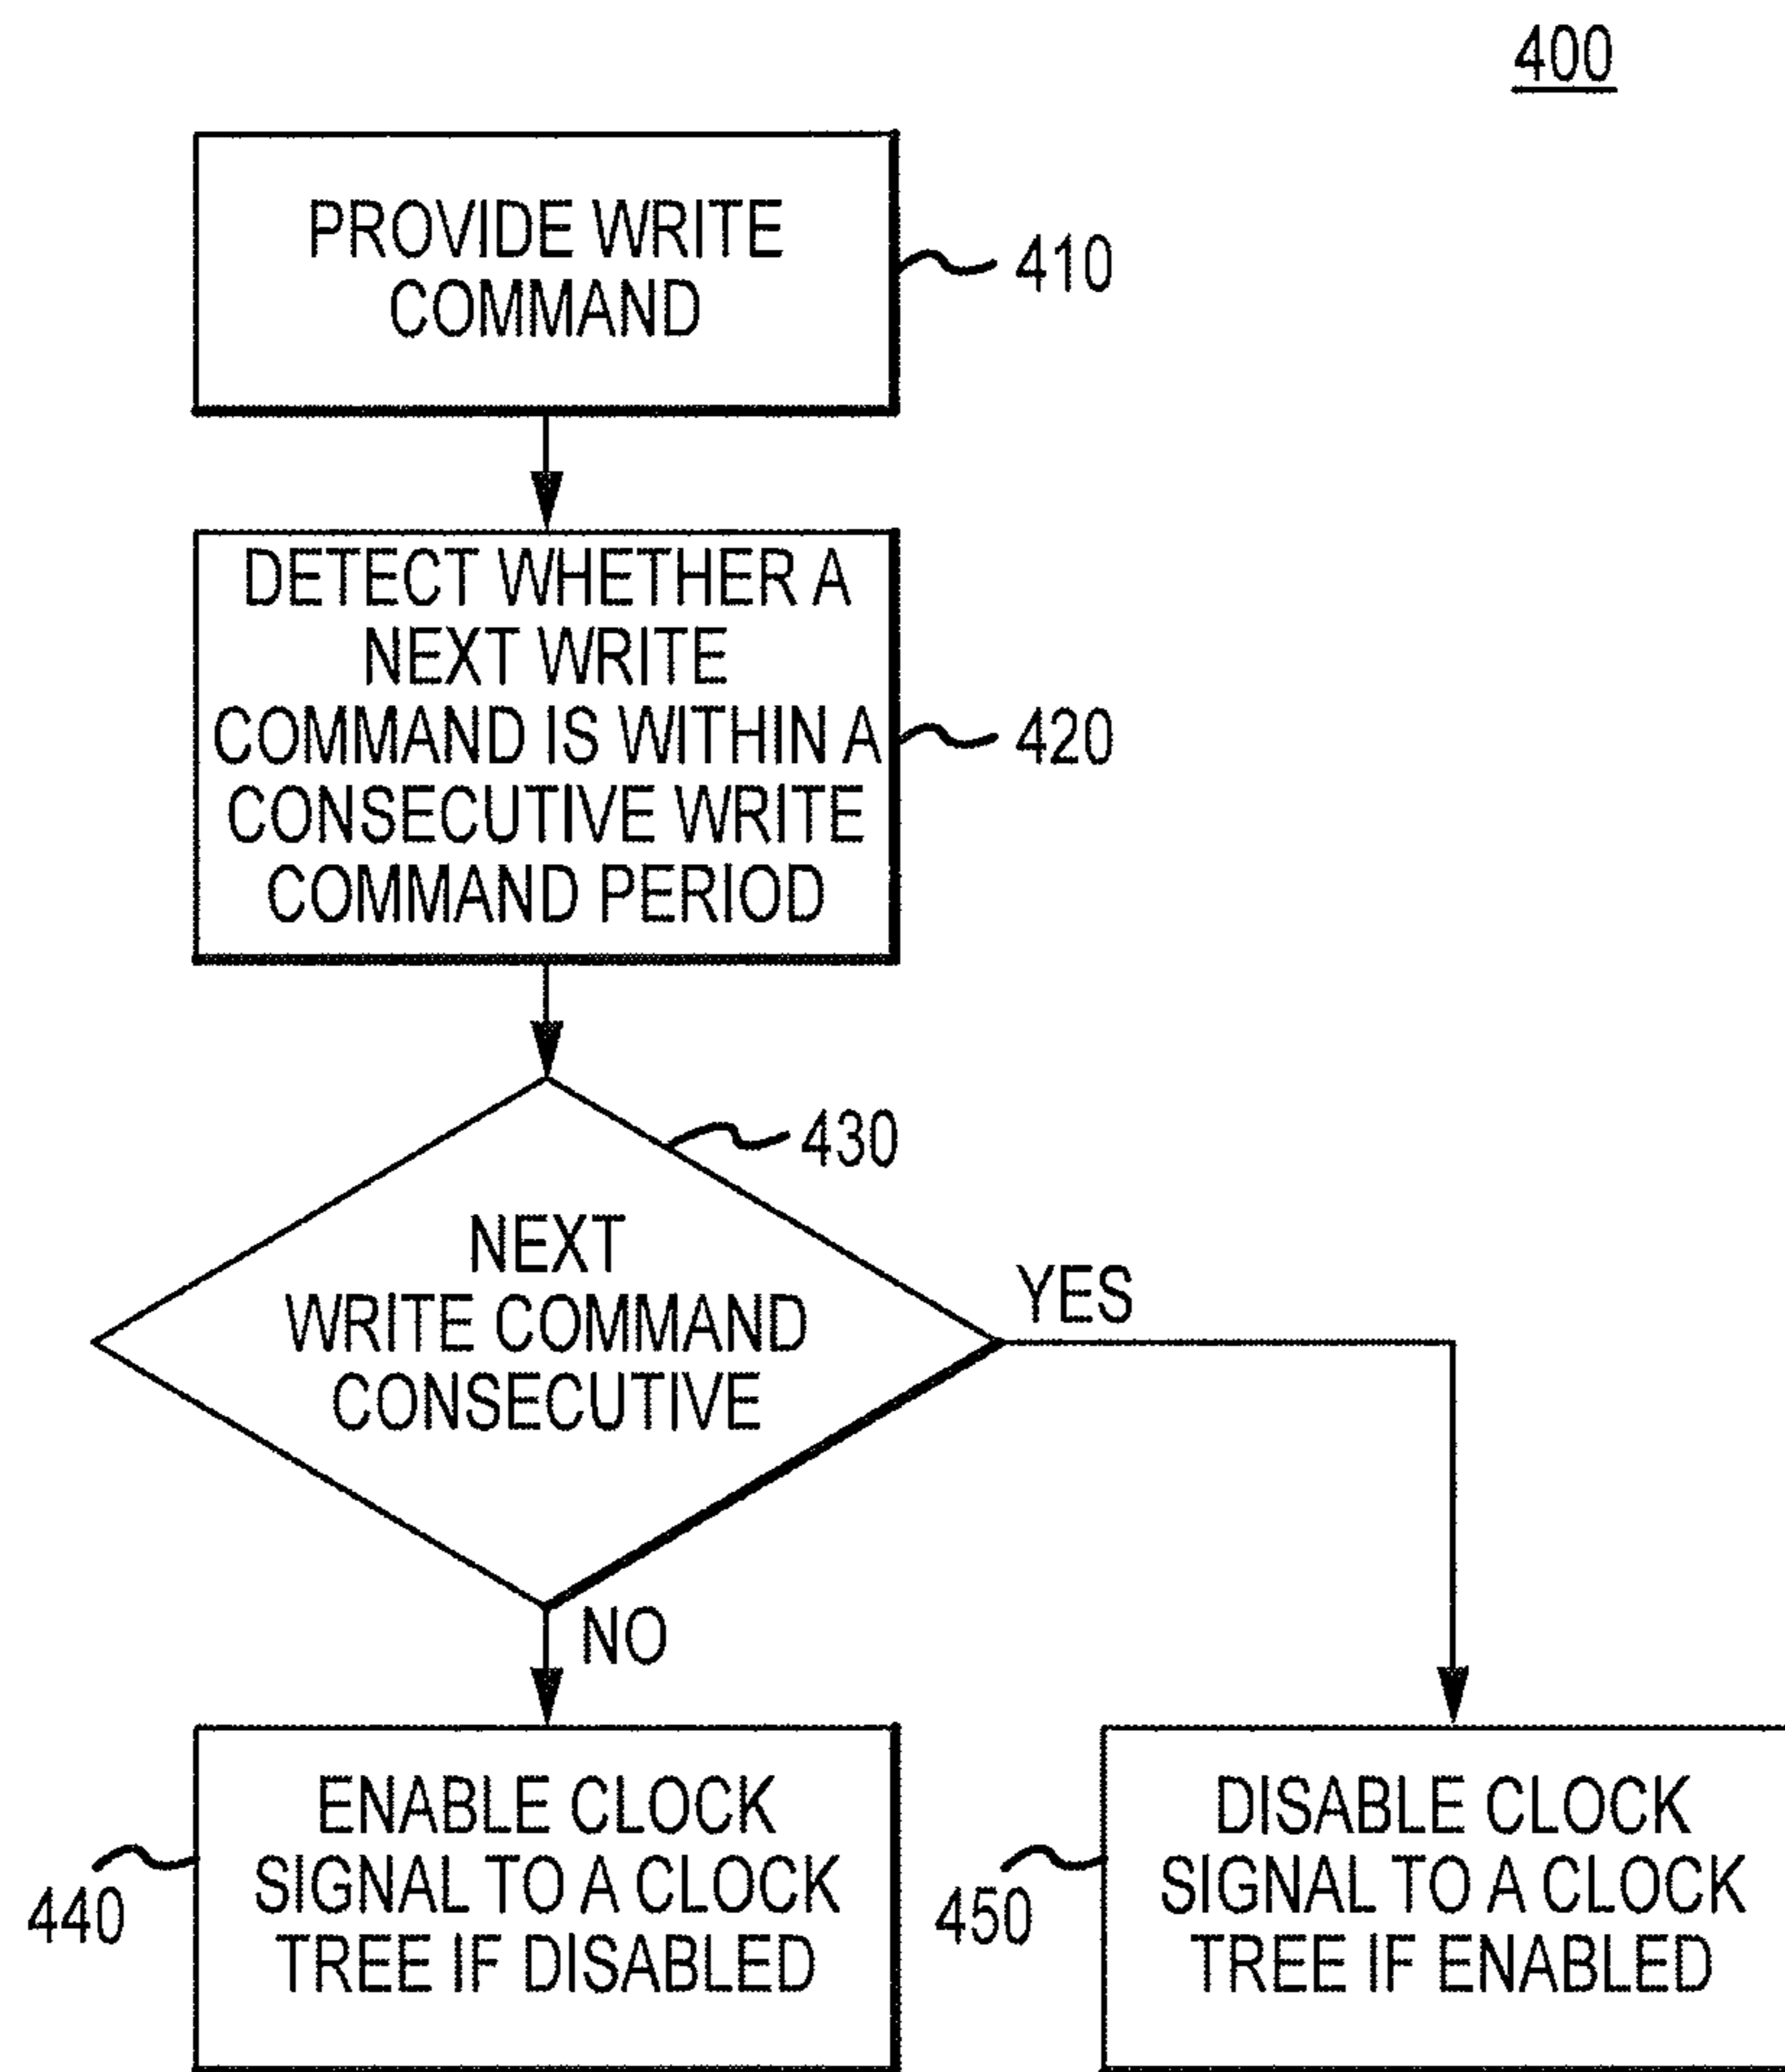 400
PROVIDE WRITE
COMMAND
410
DETECT WHETHER A
NEXT WRITE
COMMAND IS WITHIN A
CONSECUTIVE WRITE
COMMAND PERIOD
420
430
NEXT
WRITE COMMAND
CONSECUTIVE
YES
NO
ENABLE CLOCK
SIGNAL TO A CLOCK
TREE IF DISABLED
440
DISABLE CLOCK
SIGNAL TO A CLOCK
TREE IF ENABLED
450